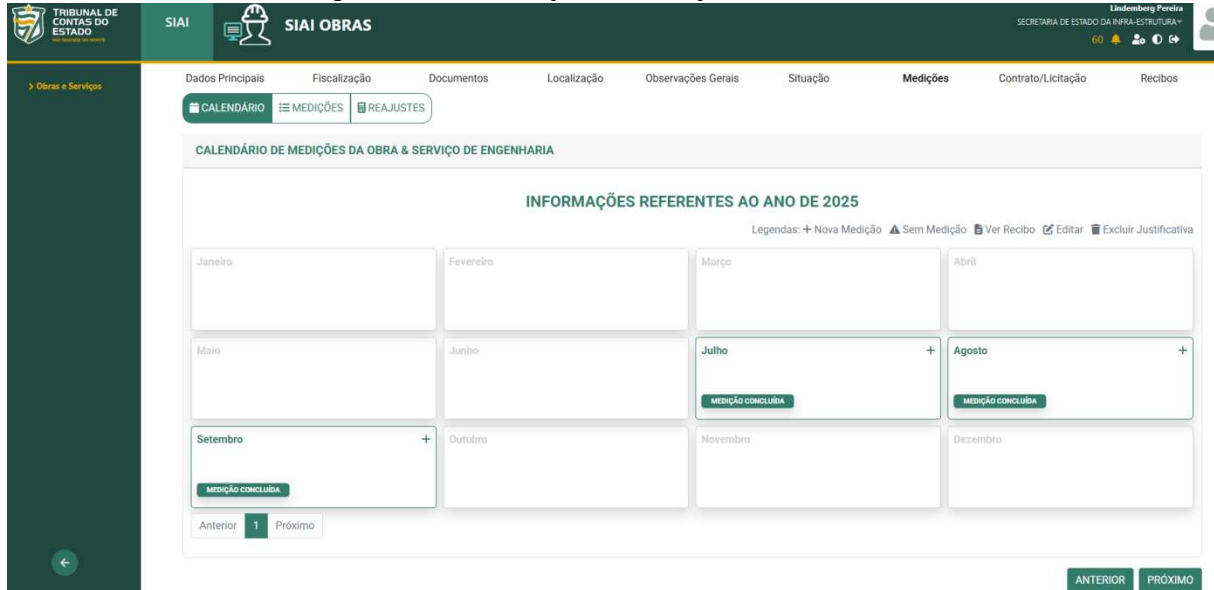 TRIBUNAL DE
CONTAS DO
ESTADO
RIO GRANDE DO NORTE
SIAI
SIAI OBRAS
Lindemberg Pereira
SECRETARIA DE ESTADO DA INFRA-ESTRUTURA
60
> Obras e Serviços
Dados Principais Fiscalização Documentos Localização Observações Gerais Situação Medições Contrato/Licitação Recibos
CALENDÁRIO MEDIÇÕES REAJUSTES
CALENDÁRIO DE MEDIÇÕES DA OBRA & SERVIÇO DE ENGENHARIA
INFORMAÇÕES REFERENTES AO ANO DE 2025
Legendas: + Nova Medição Sem Medição Ver Recibo Editar Excluir Justificativa
Janeiro Fevereiro Março Abril
Maio Junho Julho + Agosto +
MEDIÇÃO CONCLUÍDA MEDIÇÃO CONCLUÍDA
Setembro + Outubro Novembro Dezembro
MEDIÇÃO CONCLUÍDA
Anterior 1 Próximo
ANTERIOR PRÓXIMO